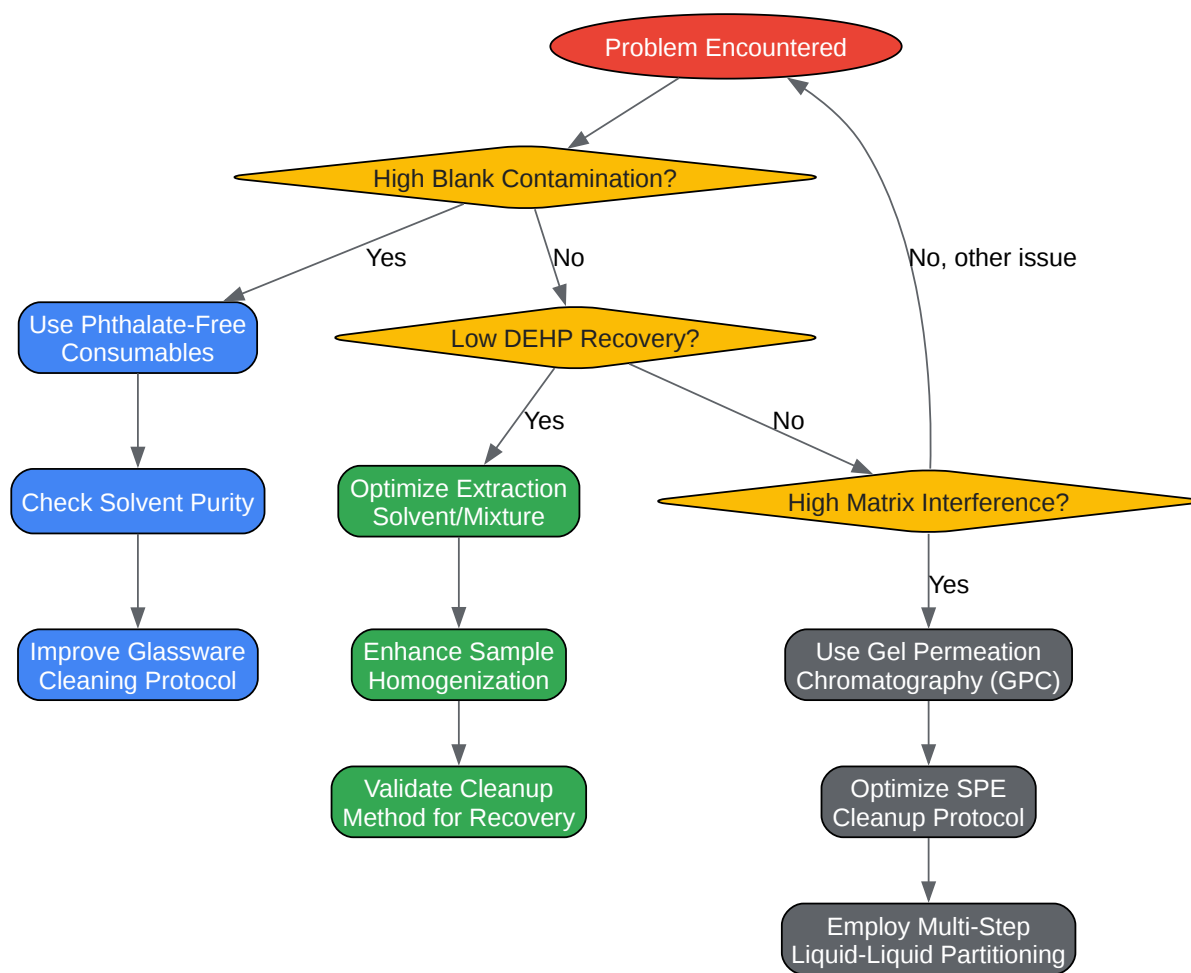 Problem Encountered
High Blank Contamination?
Yes
No
No, other issue
Use Phthalate-Free
Consumables
Low DEHP Recovery?
Yes
No
Check Solvent Purity
Optimize Extraction
Solvent/Mixture
High Matrix Interference?
Yes
Improve Glassware
Cleaning Protocol
Enhance Sample
Homogenization
Use Gel Permeation
Chromatography (GPC)
Validate Cleanup
Method for Recovery
Optimize SPE
Cleanup Protocol
Employ Multi-Step
Liquid-Liquid Partitioning